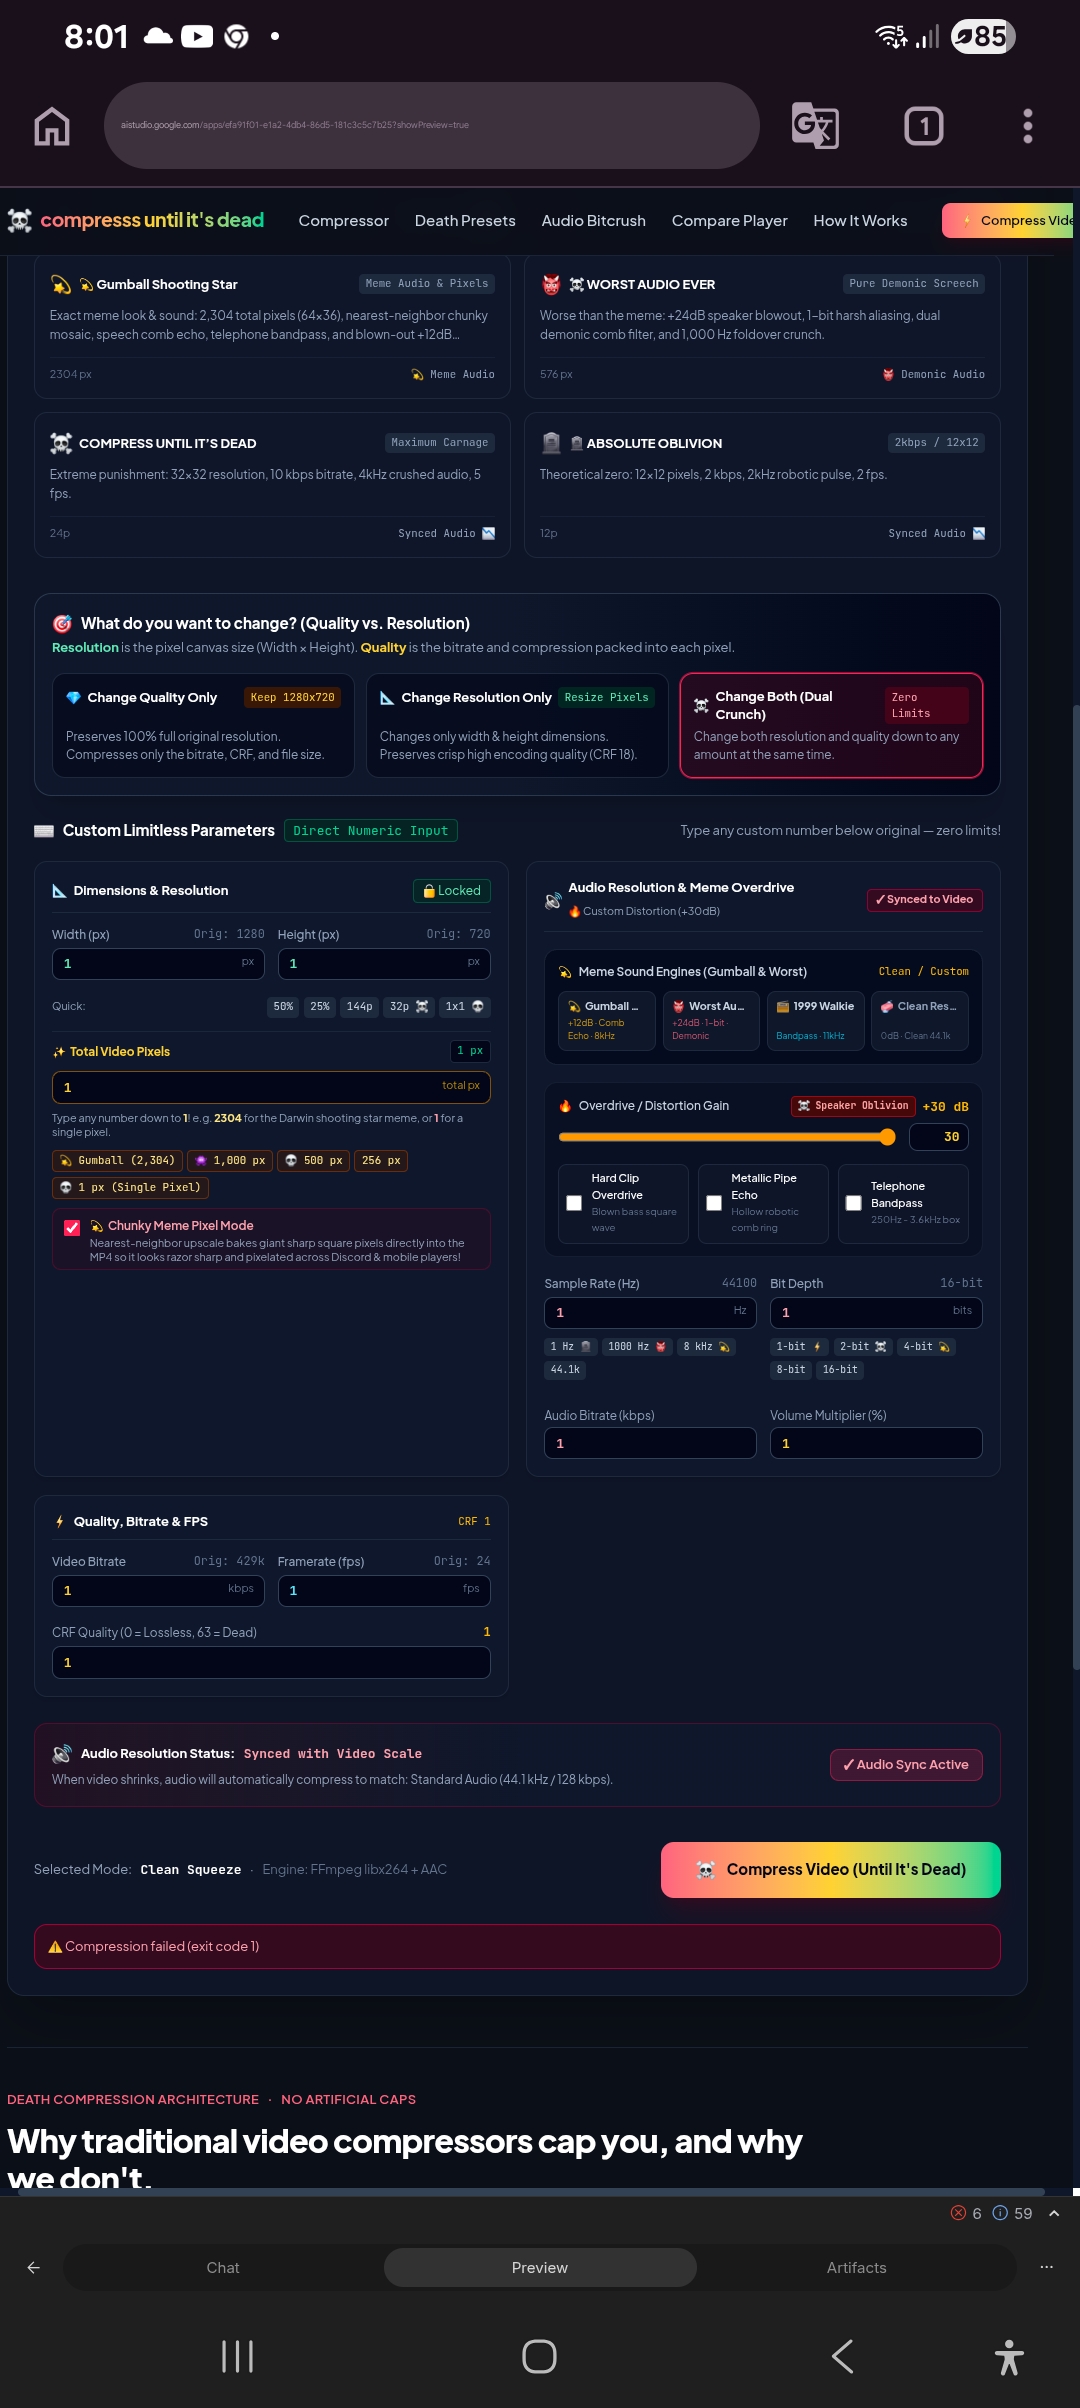 8:01
85
aistudio.google.com/apps/efa91f01-e1a2-4db4-86d5-181c3c5c7b25?showPreview=true
1
compresss until it's dead
Compressor
Death Presets
Audio Bitcrush
Compare Player
How It Works
Compress Vide
Gumball Shooting Star
Meme Audio & Pixels
Exact meme look & sound: 2,304 total pixels (64×36), nearest-neighbor chunky
mosaic, speech comb echo, telephone bandpass, and blown-out +12dB...
2304px
Meme Audio
WORST AUDIO EVER
Pure Demonic Screech
Worse than the meme: +24dB speaker blowout, 1-bit harsh aliasing, dual
demonic comb filter, and 1,000 Hz foldover crunch.
576px
Demonic Audio
COMPRESS UNTIL IT'S DEAD
Maximum Carnage
Extreme punishment: 32×32 resolution, 10 kbps bitrate, 4kHz crushed audio, 5
fps.
24p
Synced Audio
ABSOLUTE OBLIVION
2kbps / 12x12
Theoretical zero: 12×12 pixels, 2 kbps, 2kHz robotic pulse, 2 fps.
12p
Synced Audio
What do you want to change? (Quality vs. Resolution)
Resolution is the pixel canvas size (Width × Height). Quality is the bitrate and compression packed into each pixel.
Change Quality Only
Keep 1280x720
Preserves 100% full original resolution.
Compresses only the bitrate, CRF, and file size.
Change Resolution Only
Resize Pixels
Changes only width & height dimensions.
Preserves crisp high encoding quality (CRF 18).
Change Both (Dual
Crunch)
Zero
Limits
Change both resolution and quality down to any
amount at the same time.
Custom Limitless Parameters
Direct Numeric Input
Type any custom number below original — zero limits!
Dimensions & Resolution
Locked
Width (px)
Orig: 1280
Height (px)
Orig: 720
1
px
1
px
Quick:
50%
25%
144p
32p
1x1
Total Video Pixels
1 px
1
total px
Type any number down to 1! e.g. 2304 for the Darwin shooting star meme, or 1 for a
single pixel.
Gumball (2,304)
1,000 px
500 px
256 px
1 px (Single Pixel)
Chunky Meme Pixel Mode
Nearest-neighbor upscale bakes giant sharp square pixels directly into the
MP4 so it looks razor sharp and pixelated across Discord & mobile players!
Audio Resolution & Meme Overdrive
Custom Distortion (+30dB)
✓ Synced to Video
Meme Sound Engines (Gumball & Worst)
Clean / Custom
Gumball ...
+12dB · Comb
Echo · 8kHz
Worst Au...
+24dB · 1-bit ·
Demonic
1999 Walkie
Bandpass · 11kHz
Clean Res...
0dB · Clean 44.1k
Overdrive / Distortion Gain
Speaker Oblivion
+30 dB
30
Hard Clip
Overdrive
Blown bass square
wave
Metallic Pipe
Echo
Hollow robotic
comb ring
Telephone
Bandpass
250Hz - 3.6kHz box
Sample Rate (Hz)
44100
Bit Depth
16-bit
1
Hz
1
bits
1 Hz
1000 Hz
8 kHz
44.1k
1-bit
2-bit
4-bit
8-bit
16-bit
Audio Bitrate (kbps)
Volume Multiplier (%)
1
1
Quality, Bitrate & FPS
CRF 1
Video Bitrate
Orig: 429k
Framerate (fps)
Orig: 24
1
kbps
1
fps
CRF Quality (0 = Lossless, 63 = Dead)
1
1
Audio Resolution Status: Synced with Video Scale
When video shrinks, audio will automatically compress to match: Standard Audio (44.1 kHz / 128 kbps).
✓ Audio Sync Active
Selected Mode: Clean Squeeze · Engine: FFmpeg libx264 + AAC
Compress Video (Until It's Dead)
Compression failed (exit code 1)
DEATH COMPRESSION ARCHITECTURE · NO ARTIFICIAL CAPS
Why traditional video compressors cap you, and why
we don't.
6
59
Chat
Preview
Artifacts